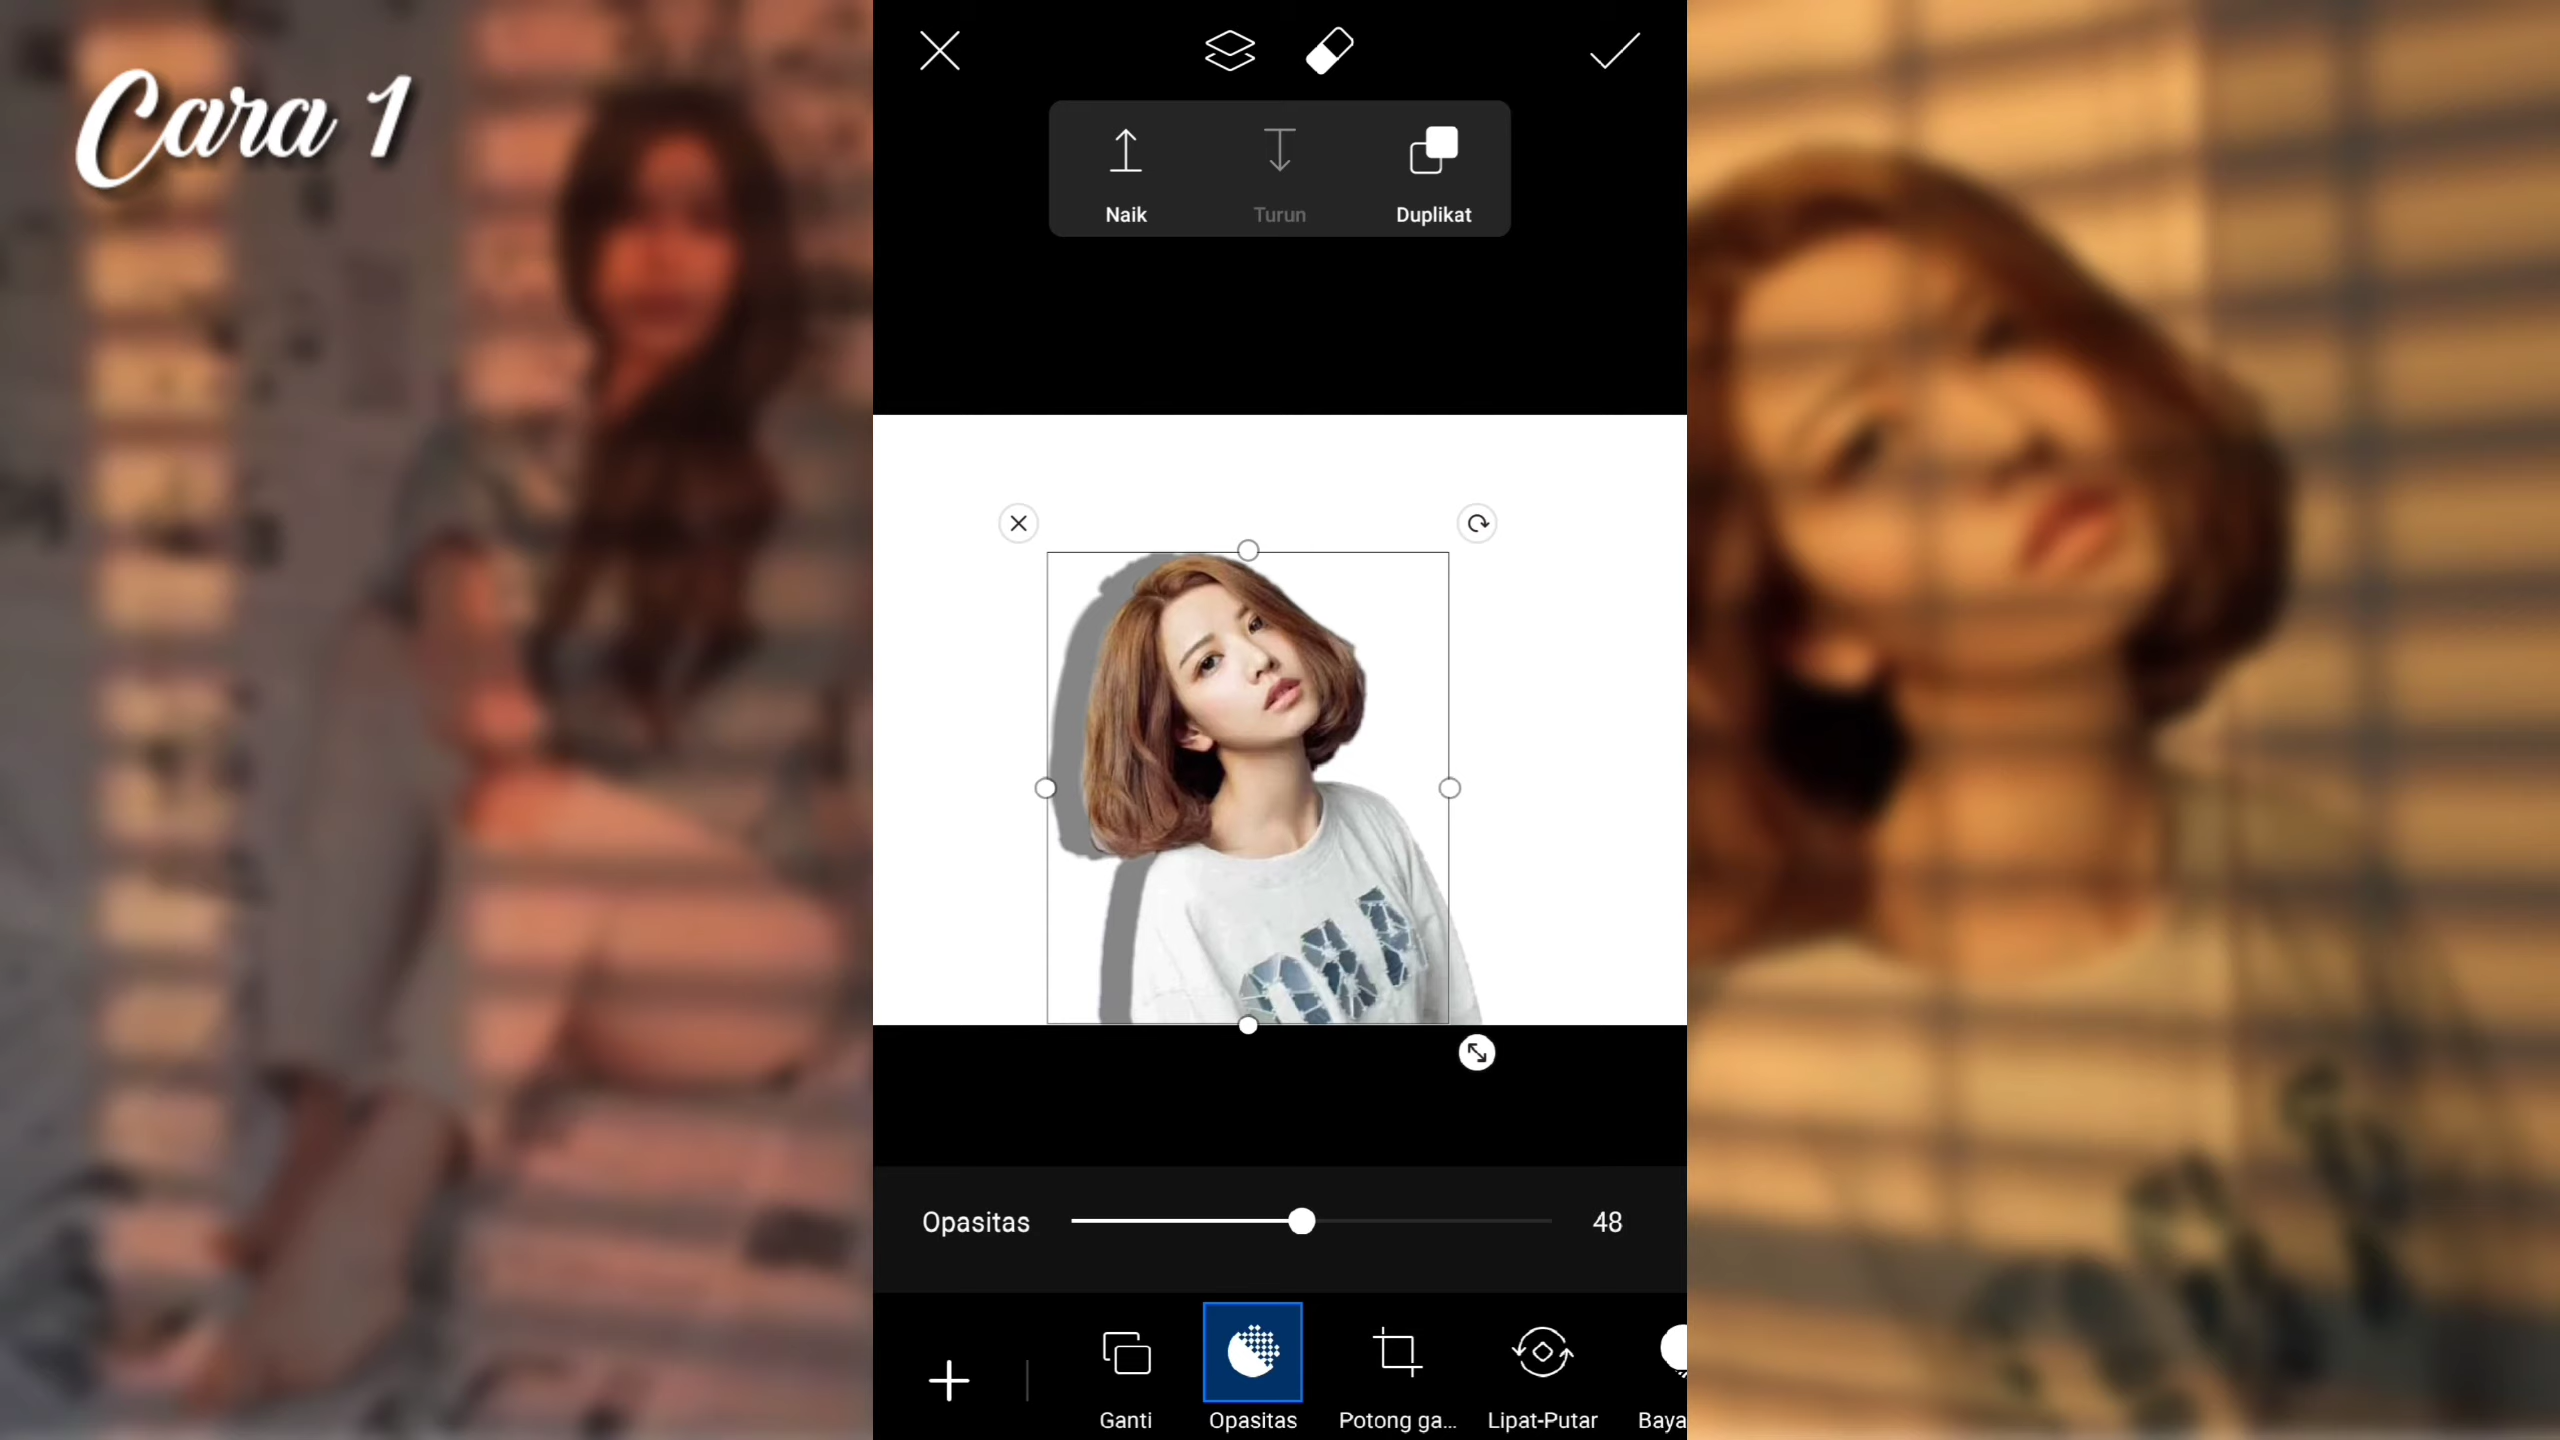 Cara 1
Naik
Turun
Duplikat
Opasitas
48
Ganti
Opasitas
Potong ga...
Lipat-Putar
Baya